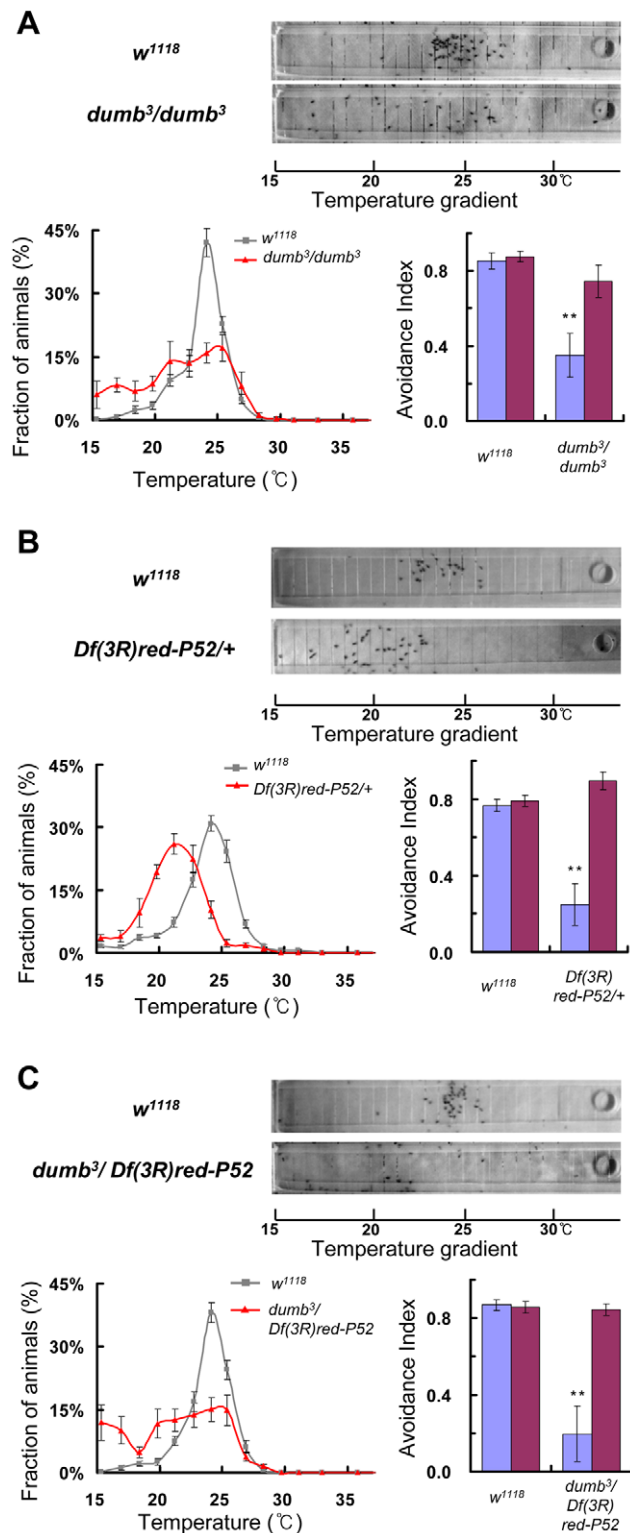 A
w1118
dumb3/dumb3
15 20 25 30℃
Temperature gradient
45%
30%
15%
0%
Fraction of animals (%)
w1118
dumb3/dumb3
15 20 25 30 35
Temperature (℃)
0.8
0.4
0.0
Avoidance Index
**
w1118
dumb3/
dumb3
B
w1118
Df(3R)red-P52/+
15 20 25 30℃
Temperature gradient
45%
30%
15%
0%
Fraction of animals (%)
w1118
Df(3R)red-P52/+
15 20 25 30 35
Temperature (℃)
0.8
0.4
0.0
Avoidance Index
**
w1118
Df(3R)
red-P52/+
C
w1118
dumb3/ Df(3R)red-P52
15 20 25 30 ℃
Temperature gradient
45%
30%
15%
0%
Fraction of animals (%)
w1118
dumb3/
Df(3R)red-P52
15 20 25 30 35
Temperature (℃)
0.8
0.4
0.0
Avoidance Index
**
w1118
dumb3/
Df(3R)
red-P52